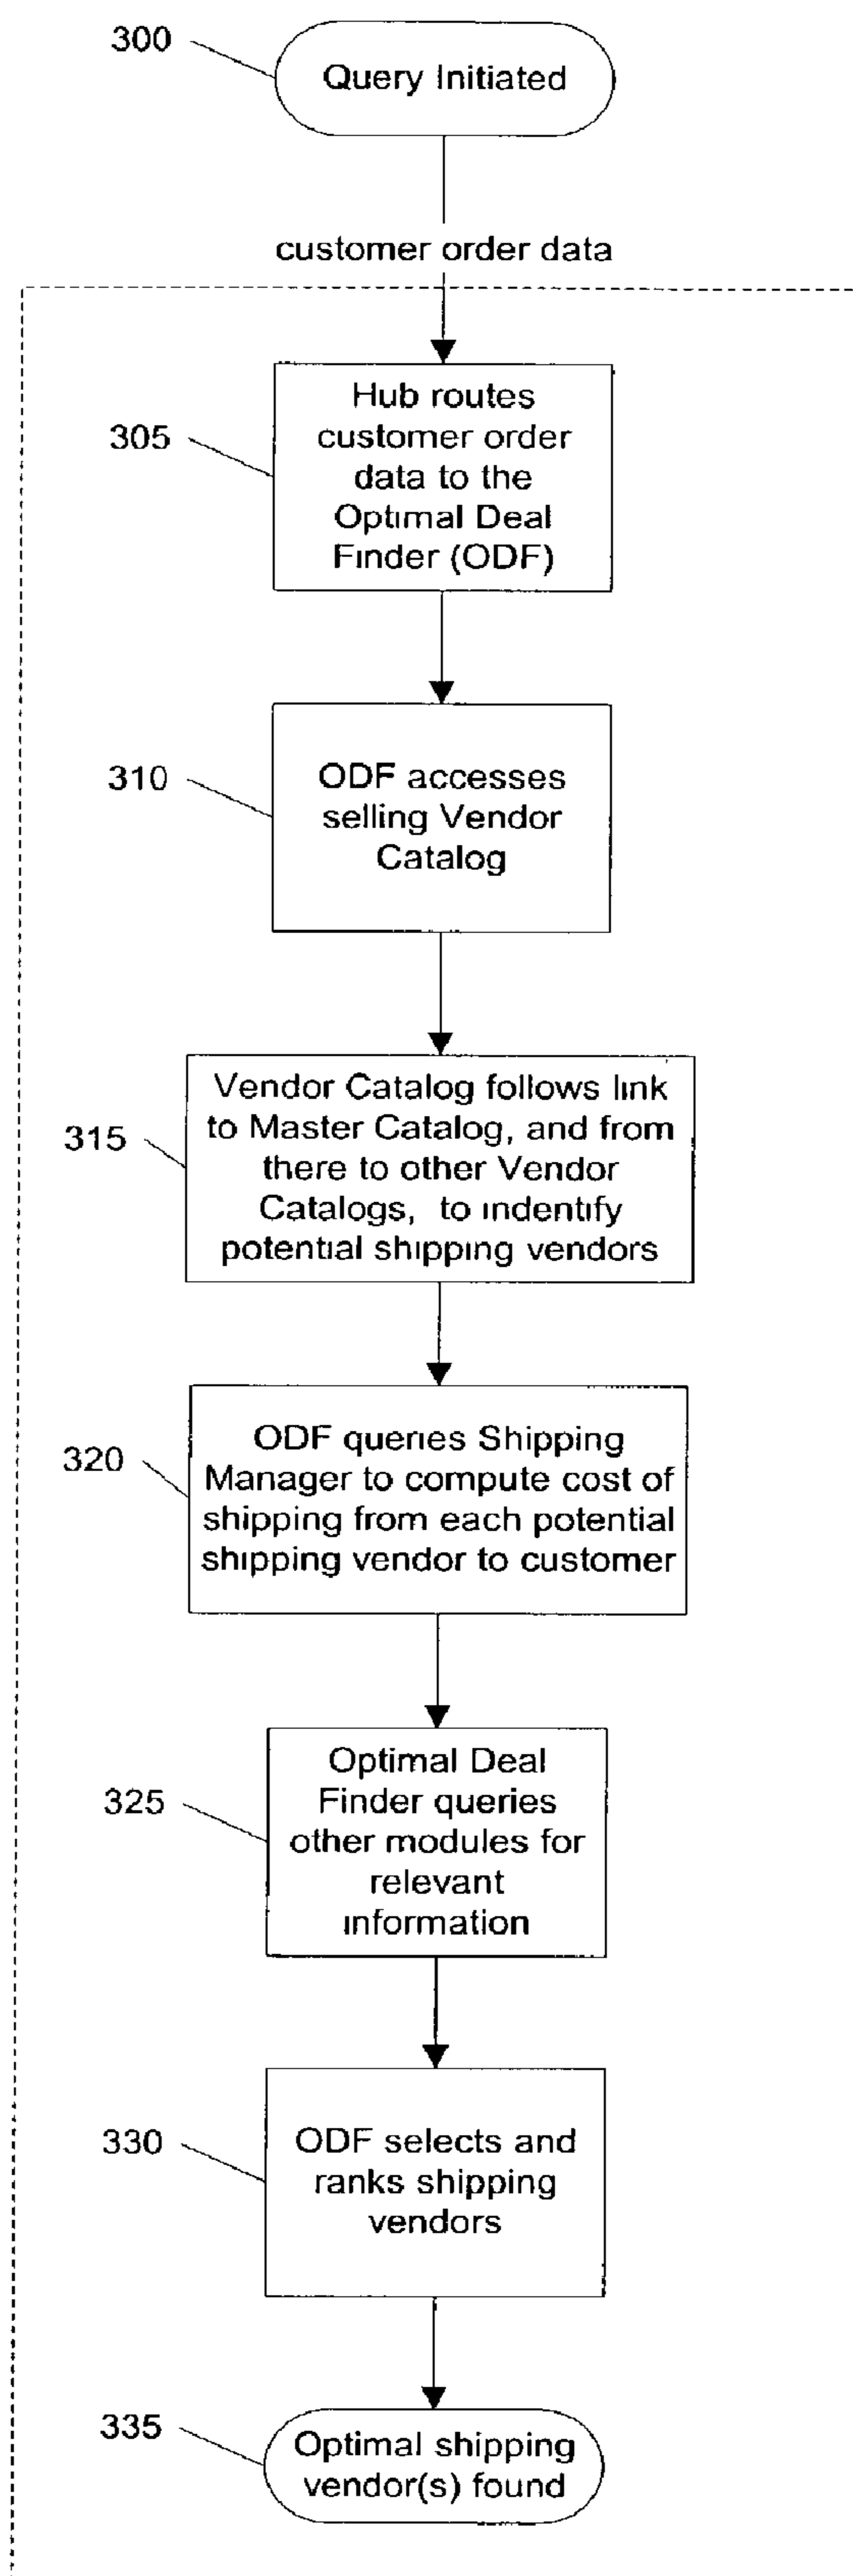 300
Query Initiated
customer order data
305
Hub routes
customer order
data to the
Optimal Deal
Finder (ODF)
310
ODF accesses
selling Vendor
Catalog
315
Vendor Catalog follows link
to Master Catalog, and from
there to other Vendor
Catalogs, to indentify
potential shipping vendors
320
ODF queries Shipping
Manager to compute cost of
shipping from each potential
shipping vendor to customer
325
Optimal Deal
Finder queries
other modules for
relevant
information
330
ODF selects and
ranks shipping
vendors
335
Optimal shipping
vendor(s) found